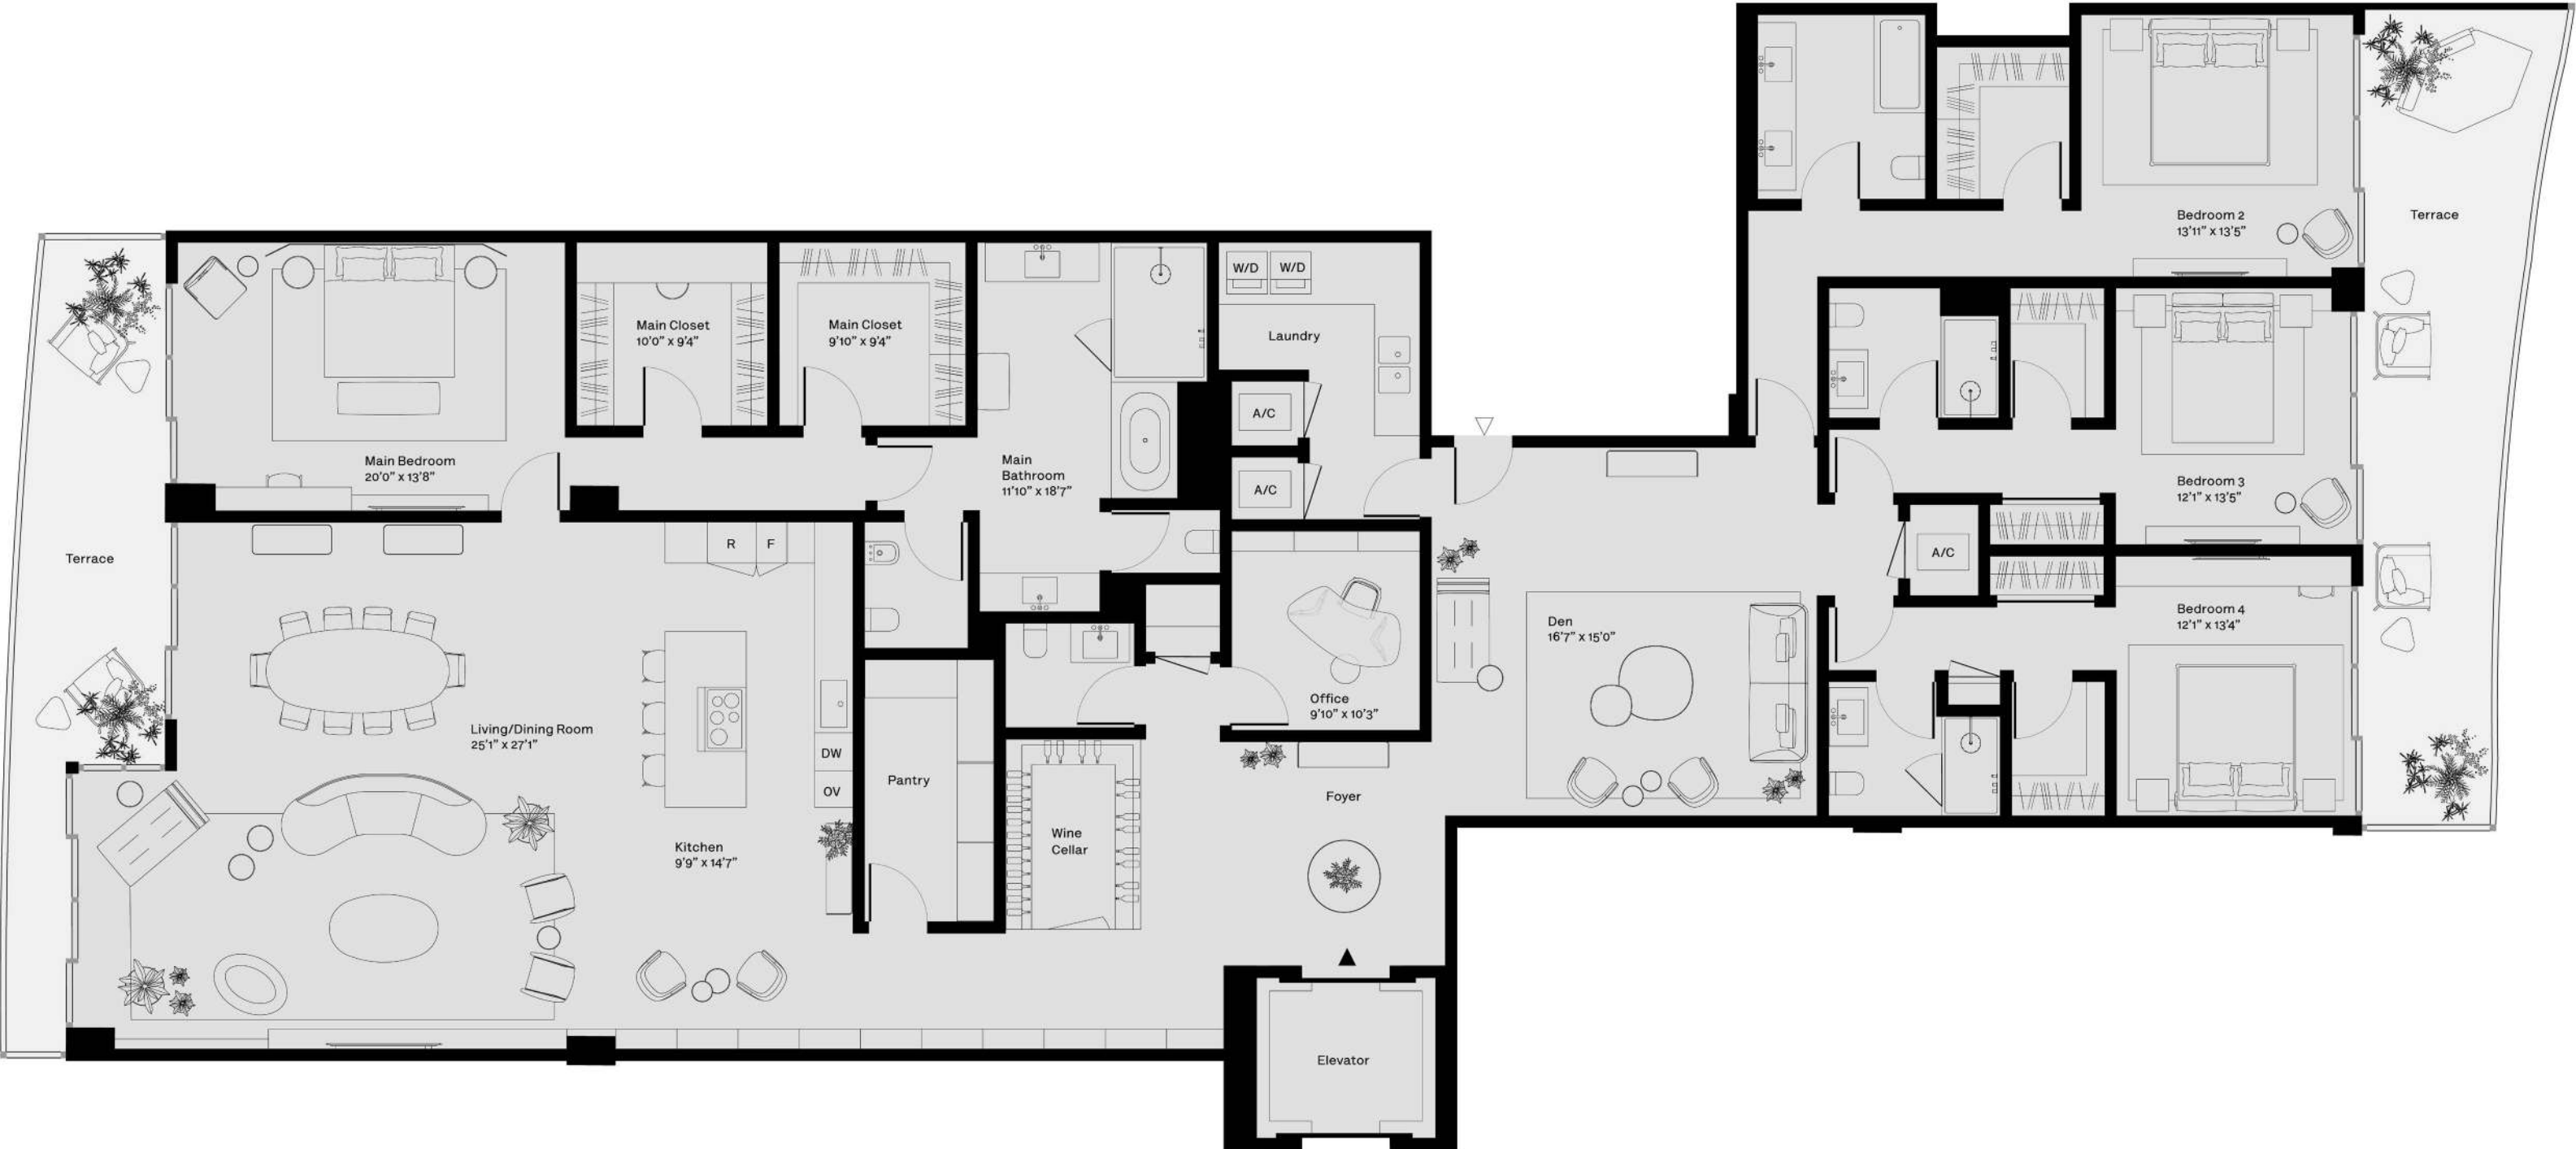 Bedroom 2
13'11" x 13'5"
Terrace
W/D
W/D
Main Closet
10'0" x 9'4"
Main Closet
9'10" x 9'4"
Laundry
A/C
Main Bedroom
20'0" x 13'8"
Main
Bathroom
11'10" x 18'7"
A/C
Bedroom 3
12'1" x 13'5"
Terrace
R
F
A/C
Den
16'7" x 15'0"
Bedroom 4
12'1" x 13'4"
Office
9'10" x 10'3"
Living/Dining Room
25'1" x 27'1"
DW
OV
Pantry
Foyer
Wine
Cellar
Kitchen
9'9" x 14'7"
Elevator